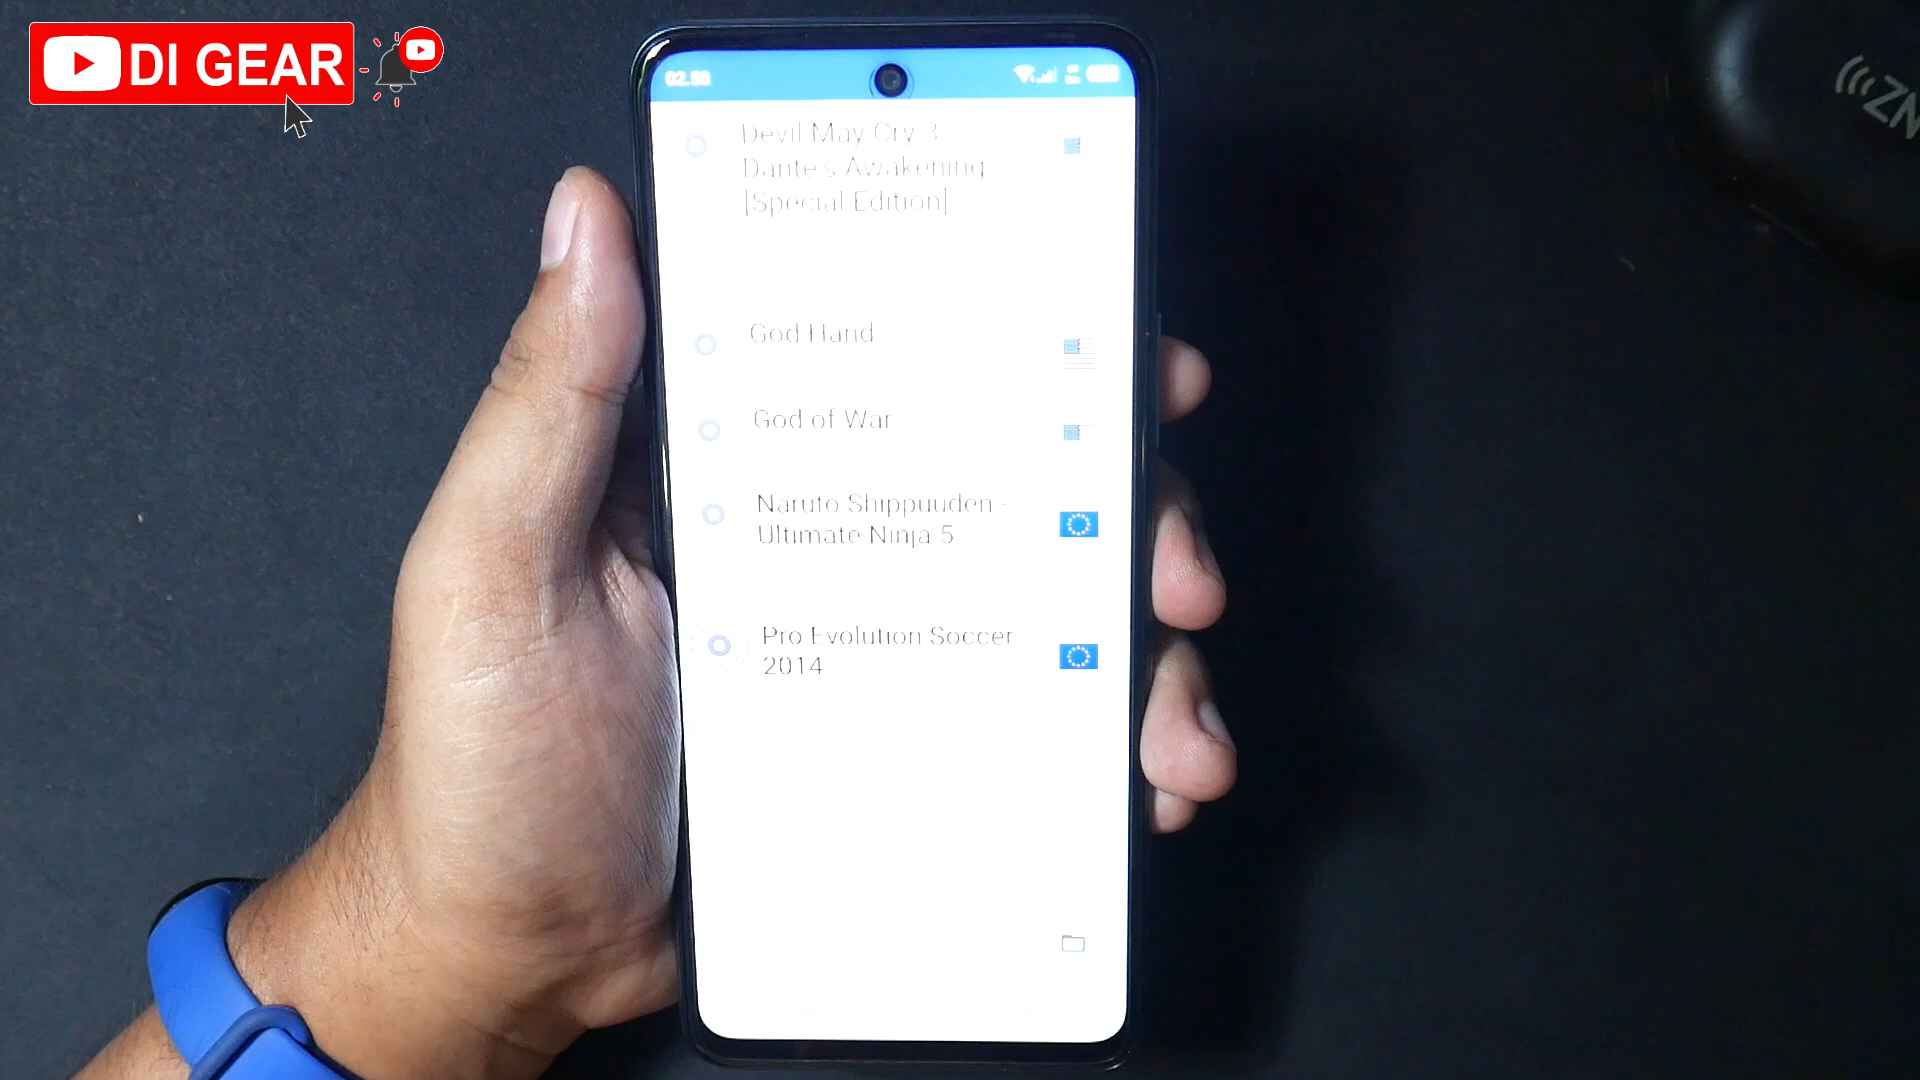 DI GEAR
02.58
Devil May Cry 3
Dante's Awakening
[Special Edition]
God Hand
God of War
Naruto Shippuuden -
Ultimate Ninja 5
Pro Evolution Soccer
2014